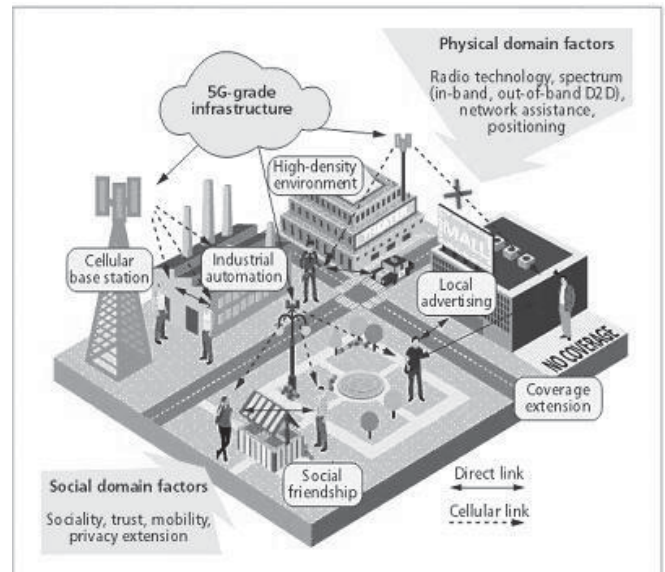 Physical domain factors
Radio technology, spectrum
(in-band, out-of-band D2D),
network assistance,
positioning
5G-grade
infrastructure
High-density
environment
Cellular
base station
Industrial
automation
MALL
Local
advertising
NO COVERAGE
Coverage
extension
Social
friendship
Direct link
Cellular link
Social domain factors
Sociality, trust, mobility,
privacy extension